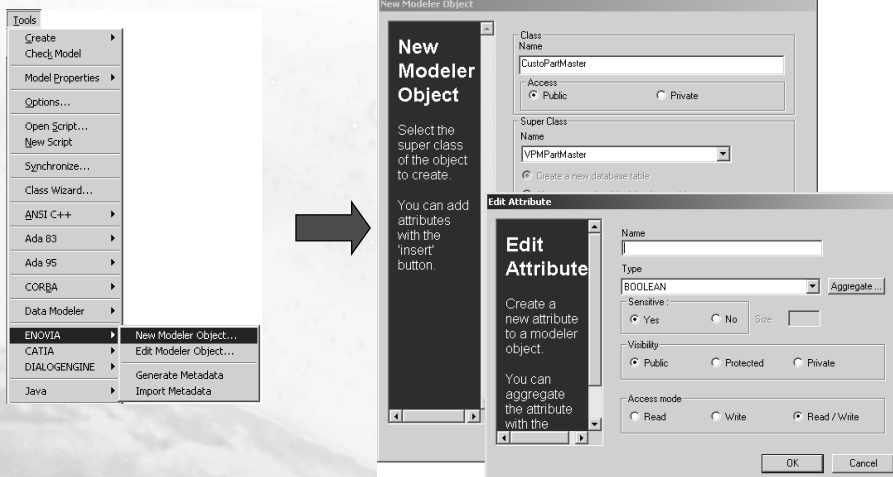 Tools
Create
Check Model
Model Properties
Options...
Open Script...
New Script
Synchronize...
Class Wizard...
ANSI C++
Ada 83
Ada 95
CORBA
Data Modeler
ENOVIA
CATIA
DIALOGENGINE
Java
New Modeler Object...
Edit Modeler Object...
Generate Metadata
Import Metadata
New Modeler Object
New
Modeler
Object
Select the
super class
of the object
to create.
You can add
attributes
with the
'insert'
button.
Class
Name
CustoPartMaster
Access
Public
Private
Super Class
Name
VPMPartMaster
Create a new database table
Edit Attribute
Edit
Attribute
Create a
new attribute
to a modeler
object.
You can
aggregate
the attribute
with the
Name
Type
BOOLEAN
Aggregate ...
Sensitive :
Yes
No
Size
Visibility
Public
Protected
Private
Access mode
Read
Write
Read / Write
OK
Cancel